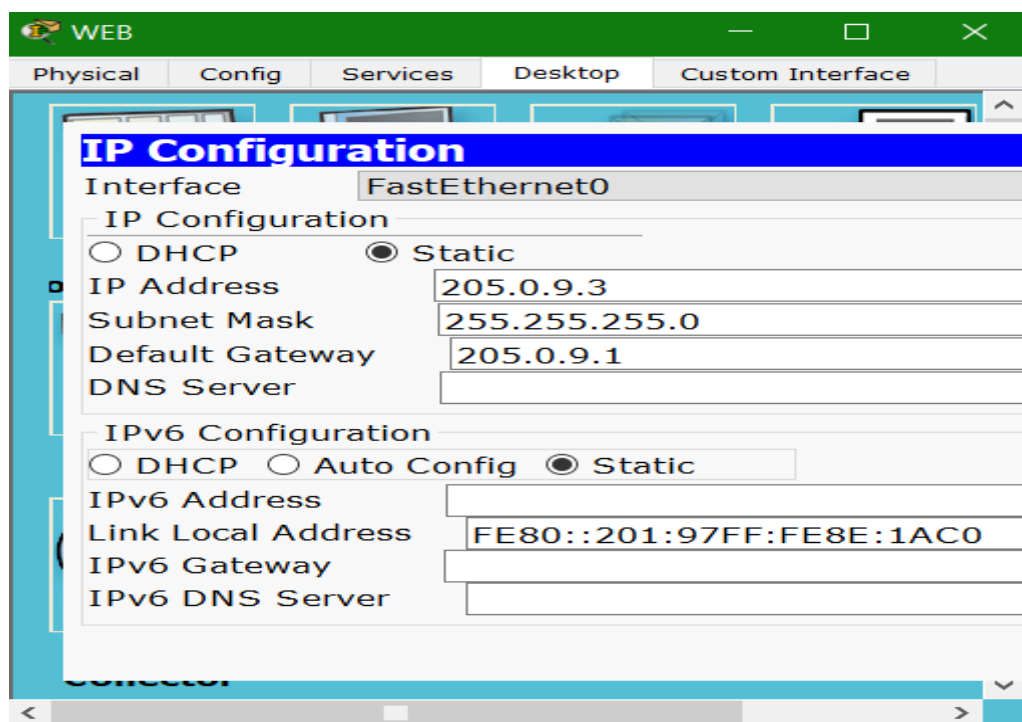 WEB
Physical Config Services Desktop Custom Interface
IP Configuration
Interface FastEthernet0
IP Configuration
DHCP Static
IP Address 205.0.9.3
Subnet Mask 255.255.255.0
Default Gateway 205.0.9.1
DNS Server
IPv6 Configuration
DHCP Auto Config Static
IPv6 Address
Link Local Address FE80::201:97FF:FE8E:1AC0
IPv6 Gateway
IPv6 DNS Server